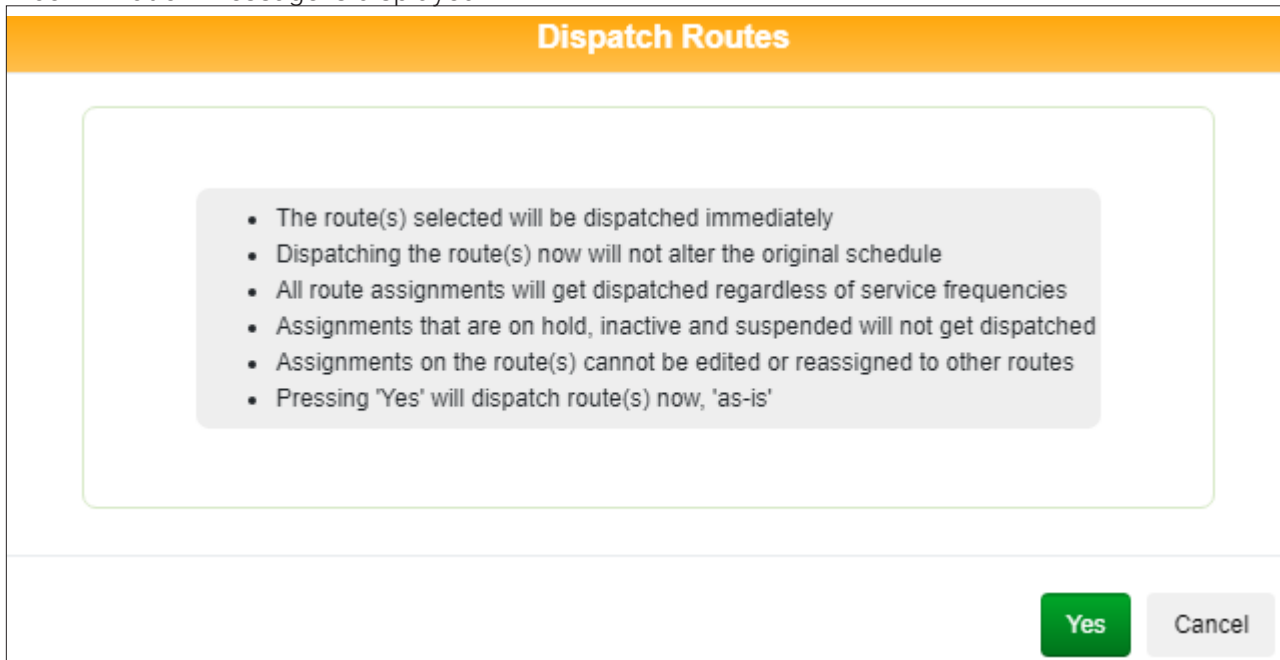 Dispatch Routes
• The route(s) selected will be dispatched immediately
• Dispatching the route(s) now will not alter the original schedule
• All route assignments will get dispatched regardless of service frequencies
• Assignments that are on hold, inactive and suspended will not get dispatched
• Assignments on the route(s) cannot be edited or reassigned to other routes
• Pressing 'Yes' will dispatch route(s) now, 'as-is'
Yes Cancel